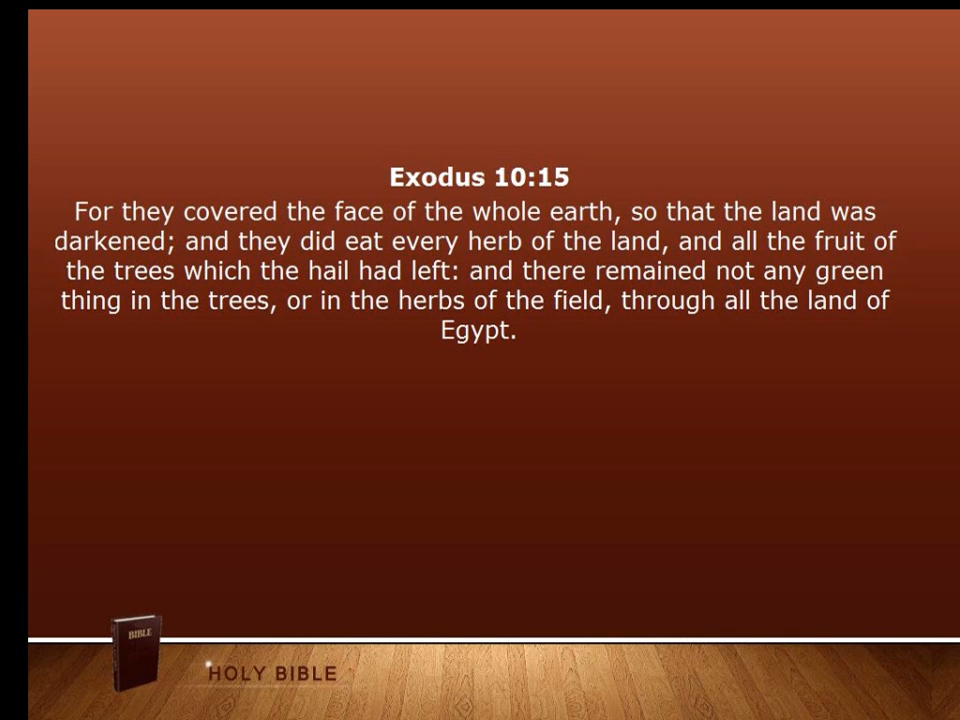 Exodus 10:15
For they covered the face of the whole earth, so that the land was
darkened; and they did eat every herb of the land, and all the fruit of
the trees which the hail had left: and there remained not any green
thing in the trees, or in the herbs of the field, through all the land of
Egypt.
BIBLE
HOLY BIBLE